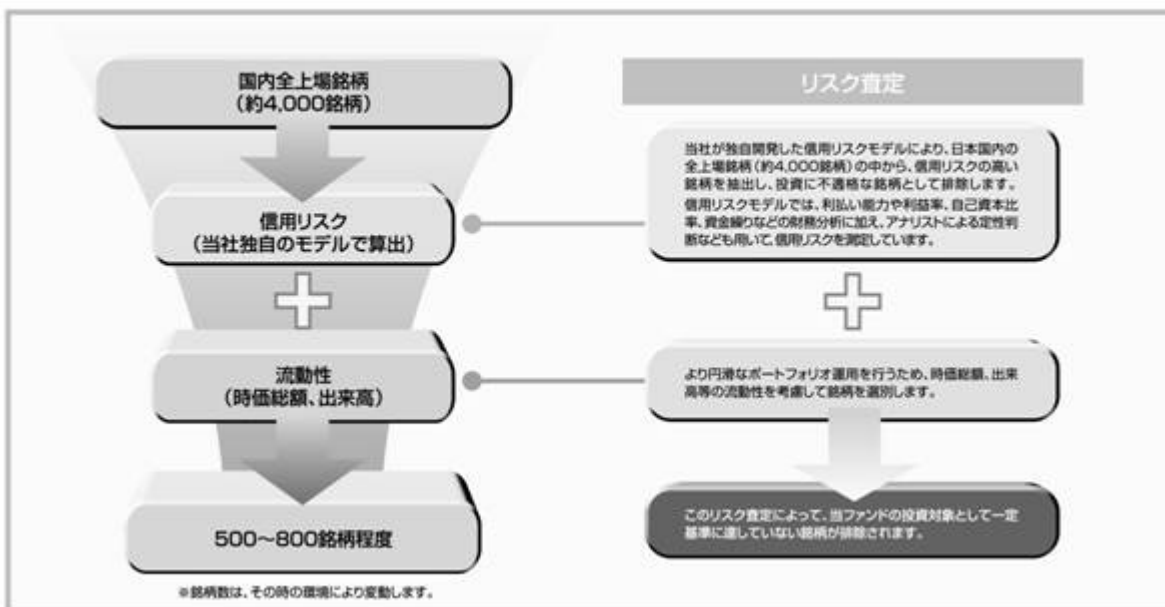 国内全上場銘柄
（約4,000銘柄）
信用リスク
（当社独自のモデルで算出）
流動性
（時価総額、出来高）
500〜800銘柄程度
※銘柄数は、その時の環境により変動します。
リスク査定
当社が独自開発した信用リスクモデルにより、日本国内の
全上場銘柄（約4,000銘柄）の中から、信用リスクの高い
銘柄を抽出し、投資に不適格な銘柄として排除します。
信用リスクモデルでは、利払い能力や利益率、自己資本比
率、資金繰りなどの財務分析に加え、アナリストによる定性判
断なども用いて、信用リスクを測定しています。
より円滑なポートフォリオ運用を行うため、時価総額、出来
高等の流動性を考慮して銘柄を選別します。
このリスク査定によって、当ファンドの投資対象として一定
基準に達していない銘柄が排除されます。